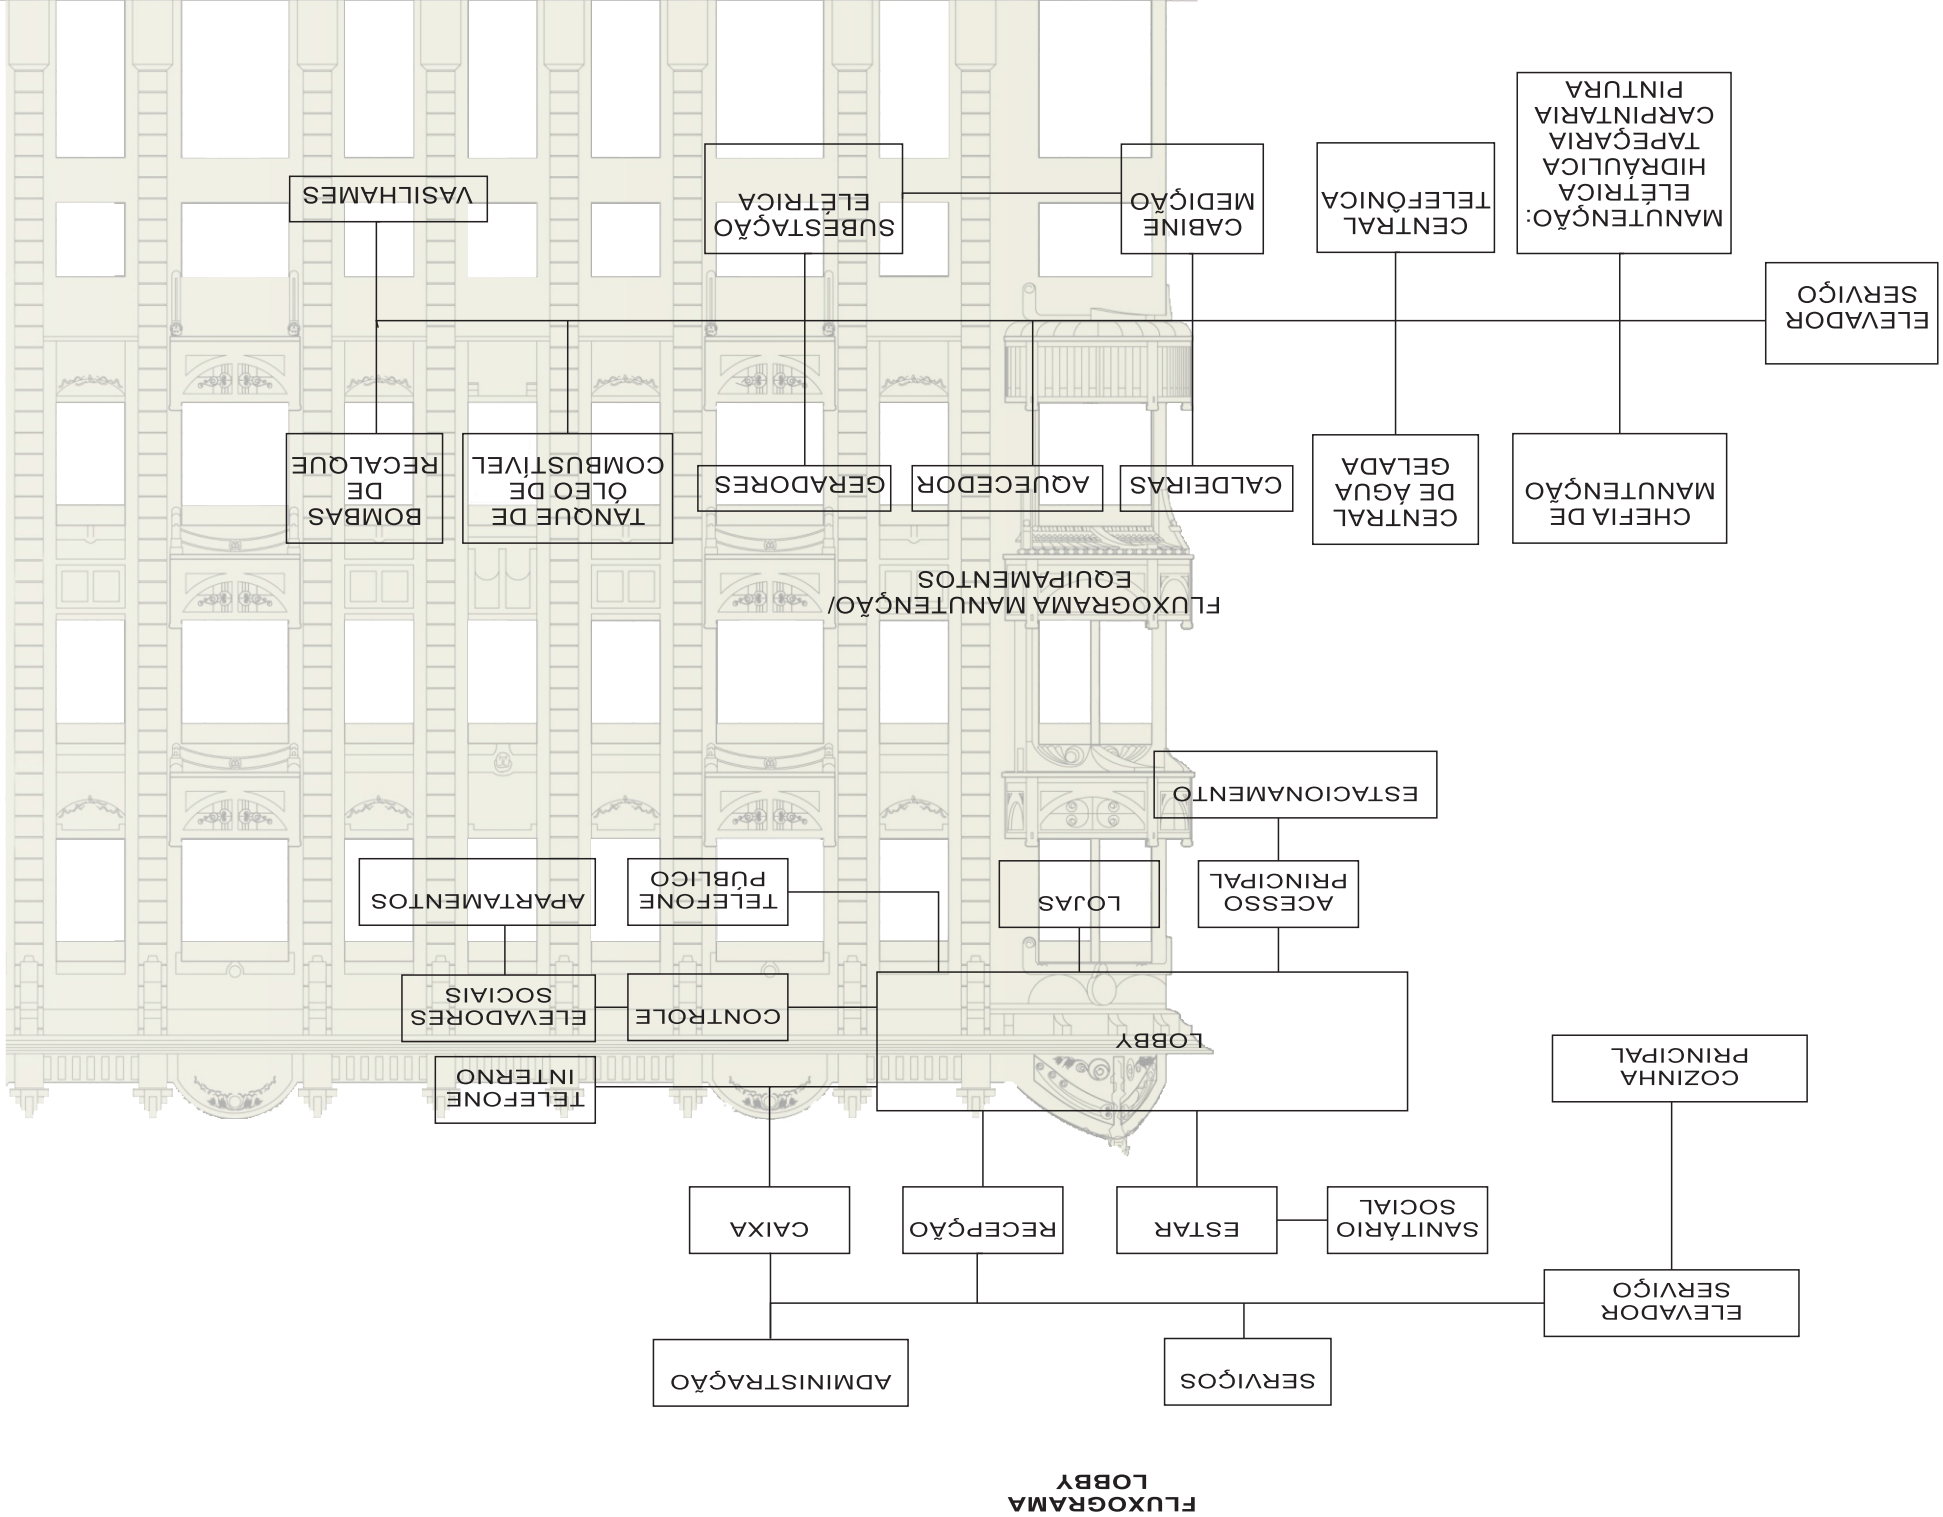 FLUXOGRAMA
LOBBY
SERVIÇOS
ADMINISTRAÇÃO
ELEVADOR
SERVIÇO
SANITÁRIO
SOCIAL
ESTAR
RECEPÇÃO
CAIXA
COZINHA
PRINCIPAL
LOBBY
TELEFONE
INTERNO
CONTROLE
ELEVADORES
SOCIAIS
ACESSO
PRINCIPAL
LOJAS
TELEFONE
PÚBLICO
APARTAMENTOS
ESTACIONAMENTO
FLUXOGRAMA MANUTENÇÃO/
EQUIPAMENTOS
CHEFIA DE
MANUTENÇÃO
CENTRAL
DE ÁGUA
GELADA
CALDEIRAS
AQUECEDOR
GERADORES
TANQUE DE
ÓLEO DE
COMBUSTÍVEL
BOMBAS
DE
RECALQUE
ELEVADOR
SERVIÇO
MANUTENÇÃO:
ELÉTRICA
HIDRÁULICA
TAPEÇARIA
CARPINTARIA
PINTURA
CENTRAL
TELEFÔNICA
CABINE
MEDIÇÃO
SUBESTAÇÃO
ELÉTRICA
VASILHAMES